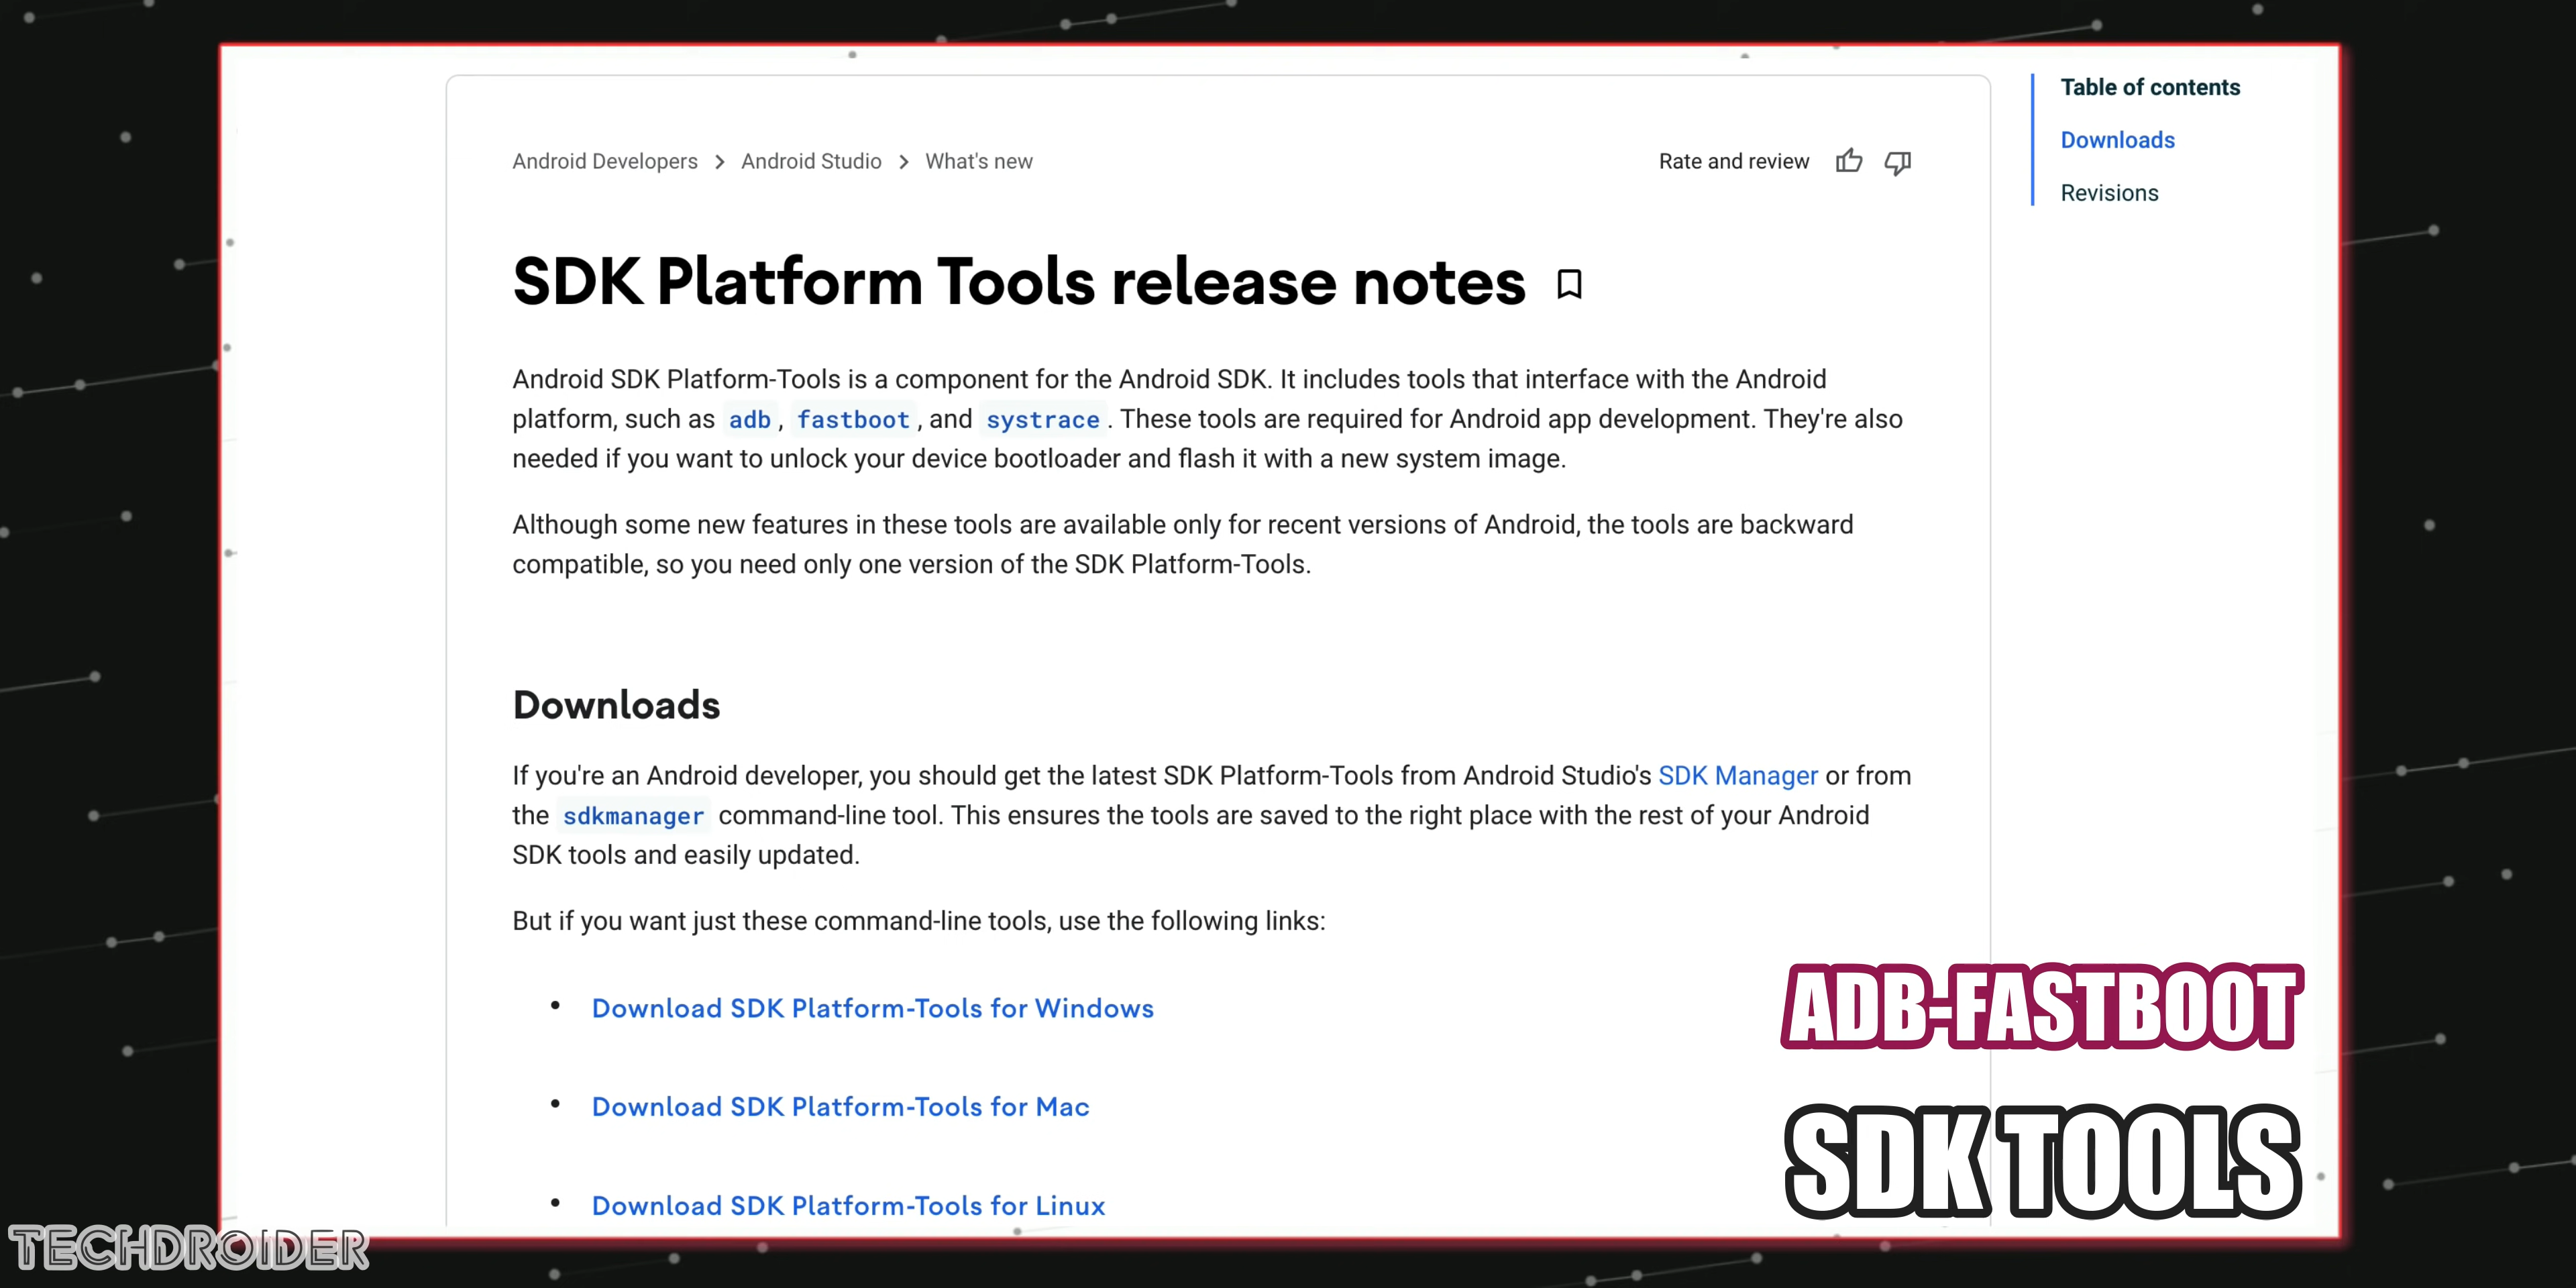 Android Developers > Android Studio > What's new
Rate and review
Table of contents
Downloads
Revisions
SDK Platform Tools release notes
Android SDK Platform-Tools is a component for the Android SDK. It includes tools that interface with the Android
platform, such as adb, fastboot, and systrace. These tools are required for Android app development. They're also
needed if you want to unlock your device bootloader and flash it with a new system image.
Although some new features in these tools are available only for recent versions of Android, the tools are backward
compatible, so you need only one version of the SDK Platform-Tools.
Downloads
If you're an Android developer, you should get the latest SDK Platform-Tools from Android Studio's SDK Manager or from
the sdkmanager command-line tool. This ensures the tools are saved to the right place with the rest of your Android
SDK tools and easily updated.
But if you want just these command-line tools, use the following links:
• Download SDK Platform-Tools for Windows
• Download SDK Platform-Tools for Mac
• Download SDK Platform-Tools for Linux
ADB-FASTBOOT
SDK TOOLS
TECHDROIDER